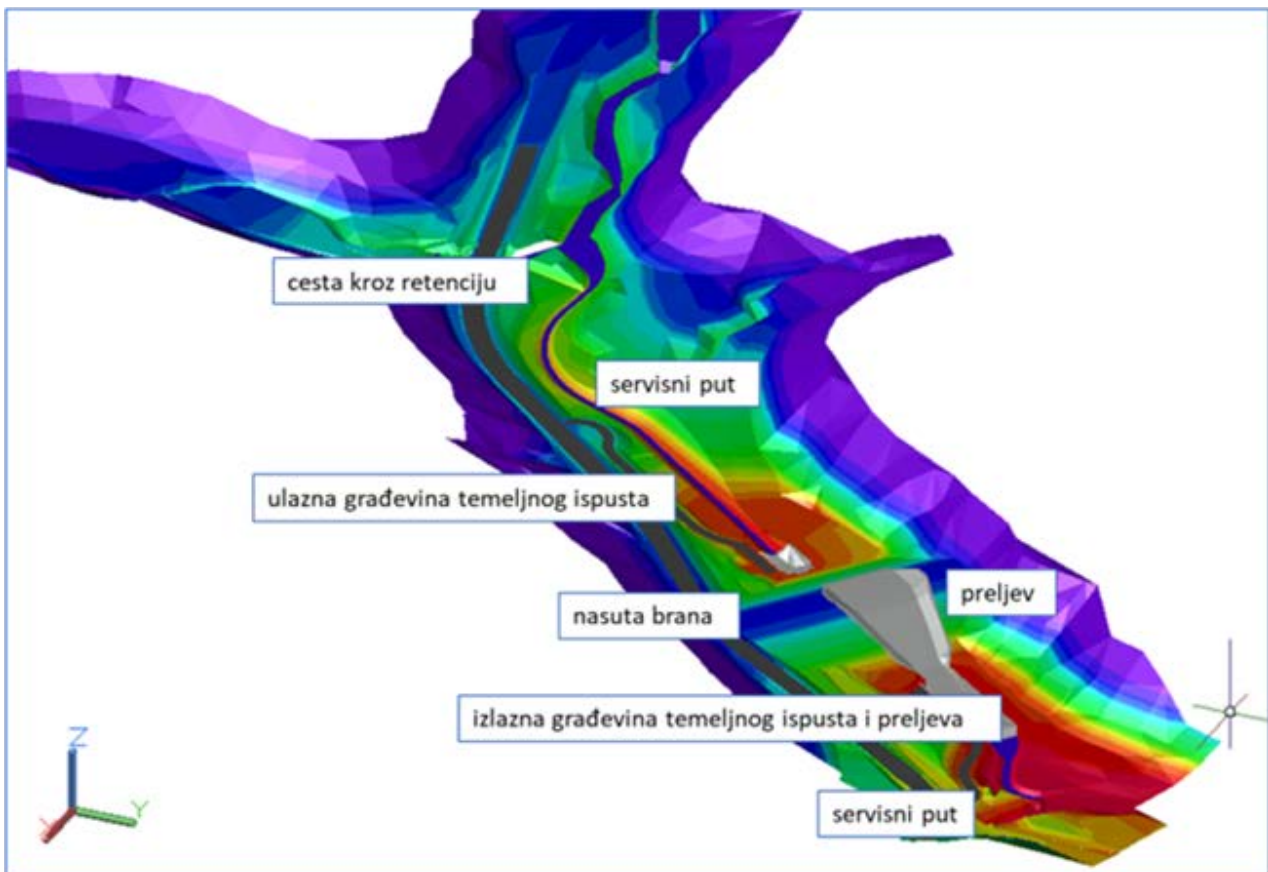 cesta kroz retenciju
servisni put
ulazna građevina temeljnog ispusta
preljev
nasuta brana
izlazna građevina temeljnog ispusta i preljeva
servisni put
Z
Y
X